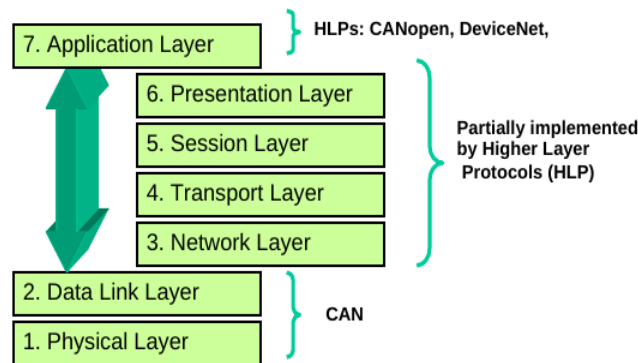 7. Application Layer
HLPs: CANopen, DeviceNet,
6. Presentation Layer
5. Session Layer
4. Transport Layer
3. Network Layer
Partially implemented
by Higher Layer
Protocols (HLP)
2. Data Link Layer
1. Physical Layer
CAN